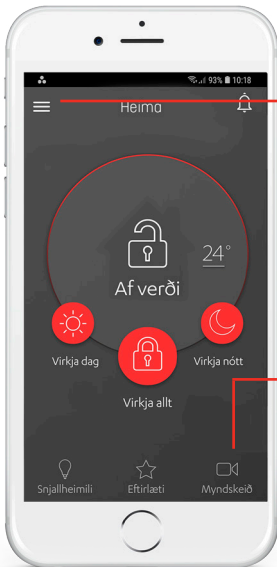 93% 10:18
Heima
24°
Af verði
Virkja dag
Virkja nótt
Virkja allt
Snjallheimili
Eftirlæti
Myndskeið